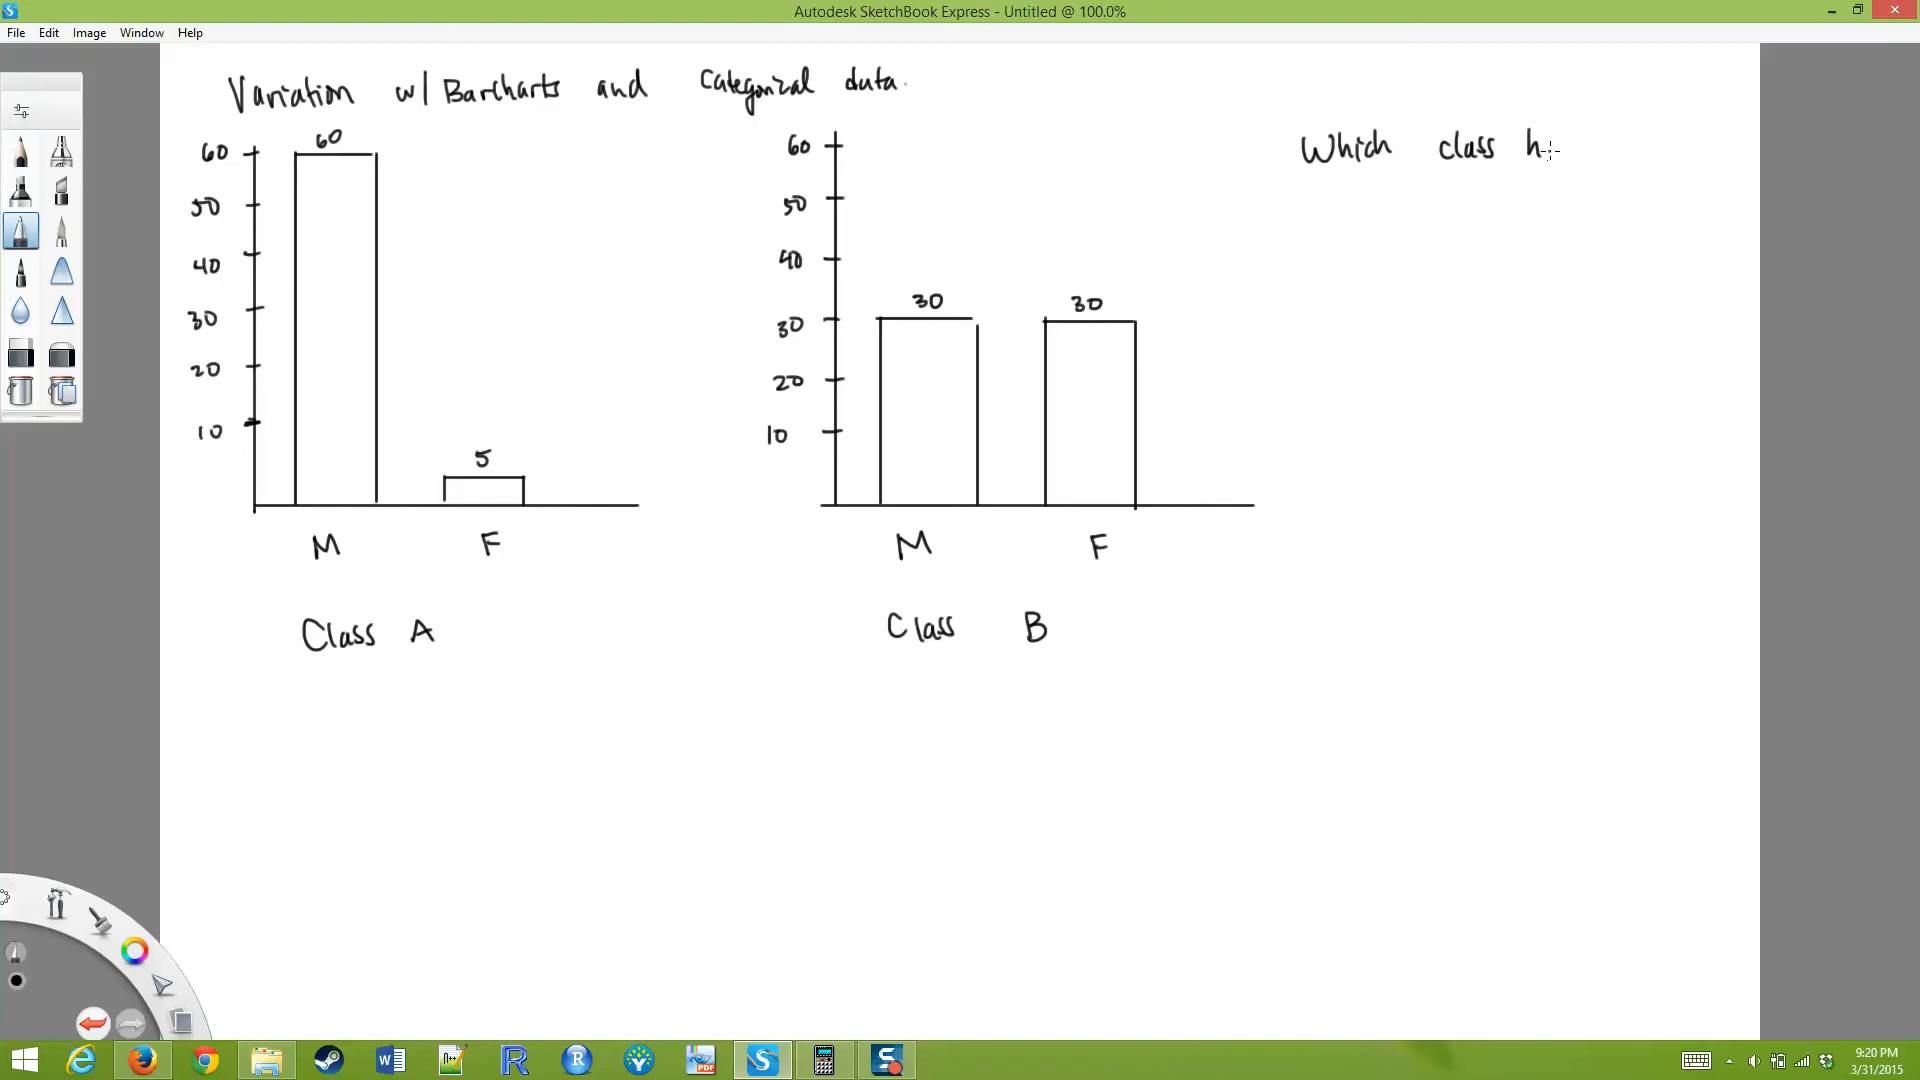 Autodesk SketchBook Express - Untitled @ 100.0%
File Edit Image Window Help
Variation w/ Barcharts and Categorical data.
60
50
40
30
20
10
60
5
M F
Class A
60
50
40
30
20
10
30
30
M F
Class B
Which class h
9:20 PM
3/31/2015